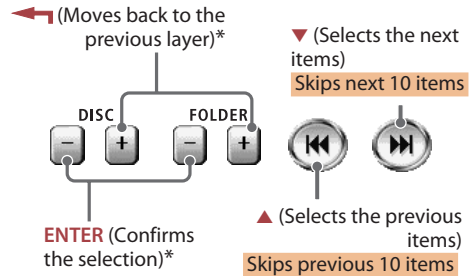 (Moves back to the
previous layer)*
▼ (Selects the next
items)
Skips next 10 items
DISC
FOLDER
− + − +
ENTER (Confirms
the selection)*
▲ (Selects the previous
items)
Skips previous 10 items